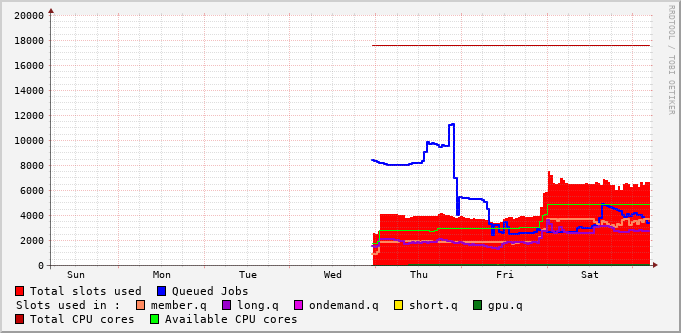 20000
18000
16000
14000
12000
10000
8000
6000
4000
2000
0
Sun Mon Tue Wed Thu Fri Sat
Total slots used Queued Jobs
Slots used in : member.q long.q ondemand.q short.q gpu.q
Total CPU cores Available CPU cores
RRDTOOL / TOBI OETIKER